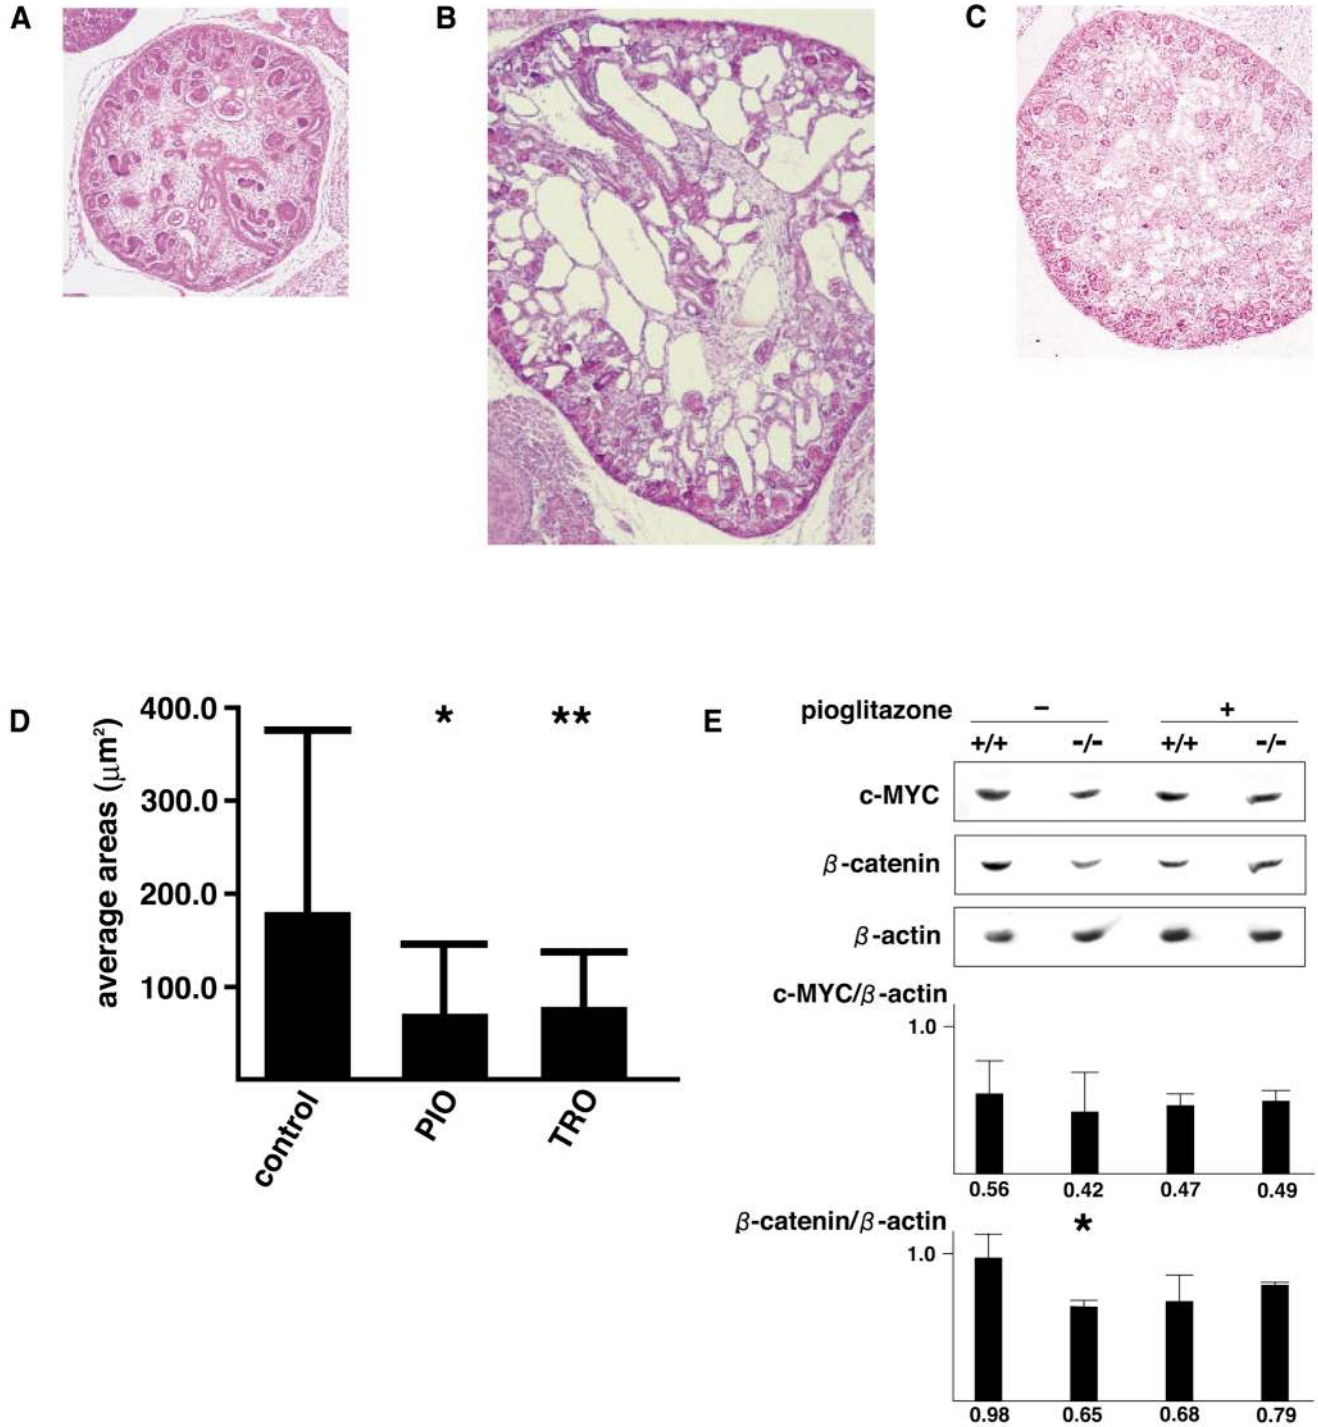 A
B
C
D
400.0
300.0
200.0
100.0
average areas (μm²)
*
**
control
PIO
TRO
E
pioglitazone
− +
+/+ -/- +/+ -/-
c-MYC
β-catenin
β-actin
c-MYC/β-actin
1.0
0.56 0.42 0.47 0.49
β-catenin/β-actin
*
1.0
0.98 0.65 0.68 0.79